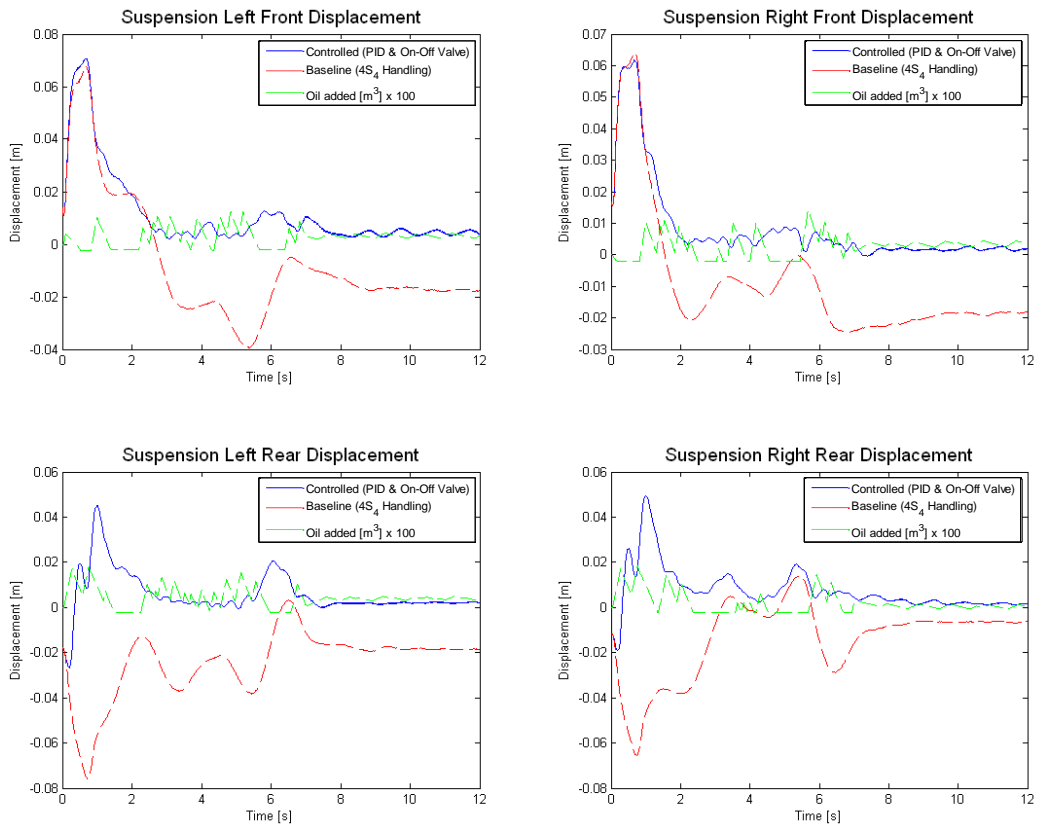 Suspension Left Front Displacement
0.08
0.06
0.04
0.02
0
-0.02
-0.04
Displacement [m]
Controlled (PID & On-Off Valve)
Baseline (4S4 Handling)
Oil added [m3] x 100
0 2 4 6 8 10 12
Time [s]
Suspension Right Front Displacement
0.07
0.06
0.05
0.04
0.03
0.02
0.01
0
-0.01
-0.02
-0.03
Displacement [m]
Controlled (PID & On-Off Valve)
Baseline (4S4 Handling)
Oil added [m3] x 100
0 2 4 6 8 10 12
Time [s]
Suspension Left Rear Displacement
0.06
0.04
0.02
0
-0.02
-0.04
-0.06
-0.08
Displacement [m]
Controlled (PID & On-Off Valve)
Baseline (4S4 Handling)
Oil added [m3] x 100
0 2 4 6 8 10 12
Time [s]
Suspension Right Rear Displacement
0.06
0.04
0.02
0
-0.02
-0.04
-0.06
-0.08
Displacement [m]
Controlled (PID & On-Off Valve)
Baseline (4S4 Handling)
Oil added [m3] x 100
0 2 4 6 8 10 12
Time [s]